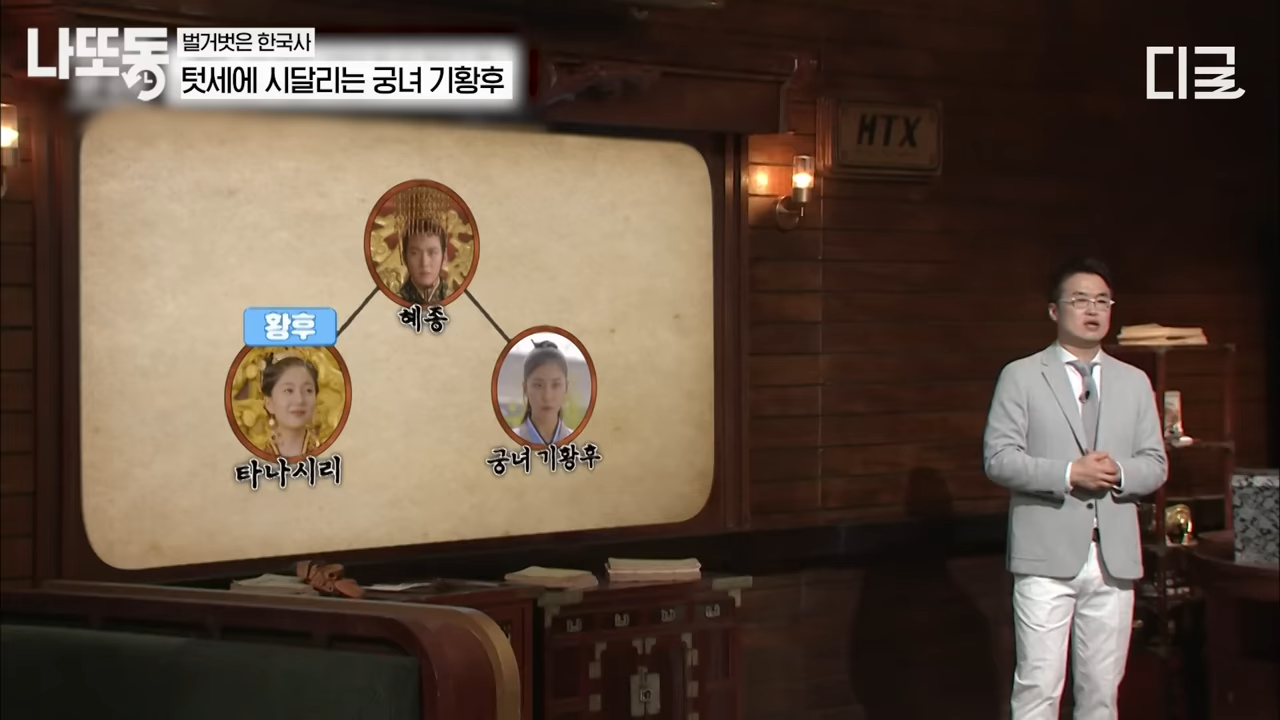 나또동
벌거벗은 한국사
텃세에 시달리는 궁녀 기황후
디글
HTX
혜종
황후
타나시리
궁녀 기황후